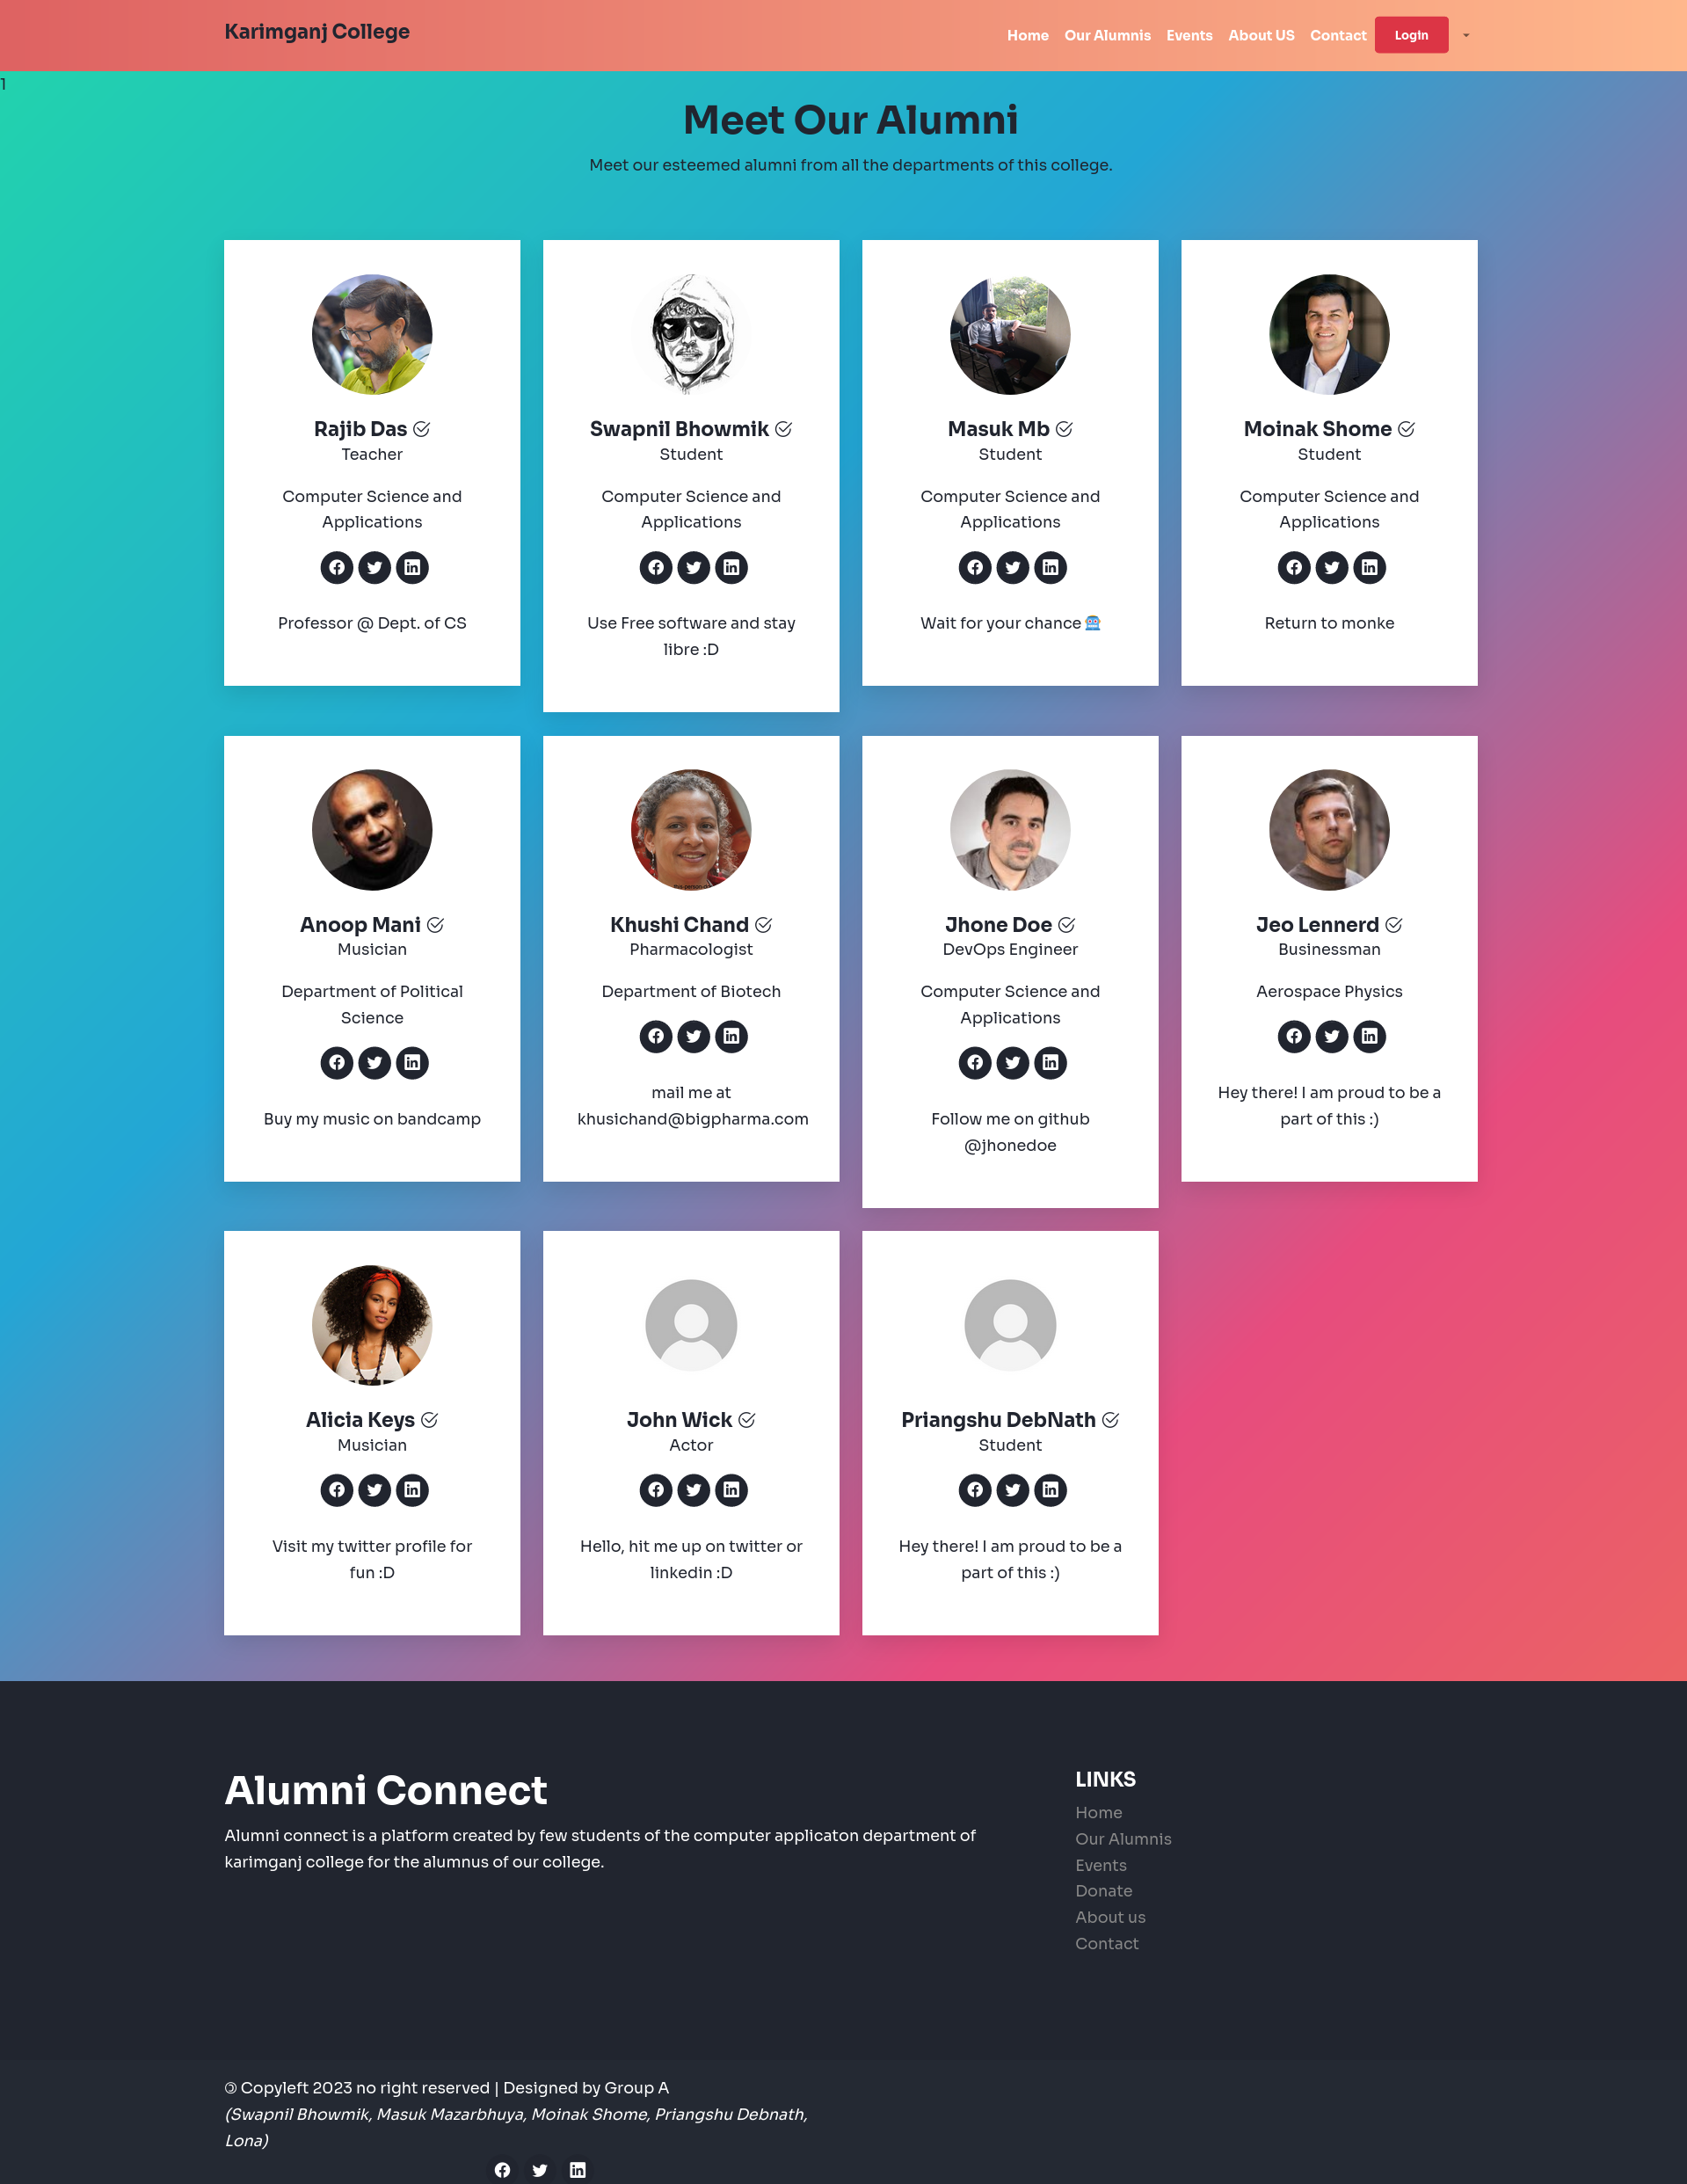 Karimganj College
Home Our Alumnis Events About US Contact Login
1
Meet Our Alumni
Meet our esteemed alumni from all the departments of this college.
Rajib Das
Teacher
Computer Science and
Applications
Professor @ Dept. of CS
Swapnil Bhowmik
Student
Computer Science and
Applications
Use Free software and stay
libre :D
Masuk Mb
Student
Computer Science and
Applications
Wait for your chance
Moinak Shome
Student
Computer Science and
Applications
Return to monke
Anoop Mani
Musician
Department of Political
Science
Buy my music on bandcamp
Khushi Chand
Pharmacologist
Department of Biotech
mail me at
khusichand@bigpharma.com
Jhone Doe
DevOps Engineer
Computer Science and
Applications
Follow me on github
@jhonedoe
Jeo Lennerd
Businessman
Aerospace Physics
Hey there! I am proud to be a
part of this :)
Alicia Keys
Musician
Visit my twitter profile for
fun :D
John Wick
Actor
Hello, hit me up on twitter or
linkedin :D
Priangshu DebNath
Student
Hey there! I am proud to be a
part of this :)
Alumni Connect
Alumni connect is a platform created by few students of the computer applicaton department of
karimganj college for the alumnus of our college.
LINKS
Home
Our Alumnis
Events
Donate
About us
Contact
🄯 Copyleft 2023 no right reserved | Designed by Group A
(Swapnil Bhowmik, Masuk Mazarbhuya, Moinak Shome, Priangshu Debnath,
Lona)